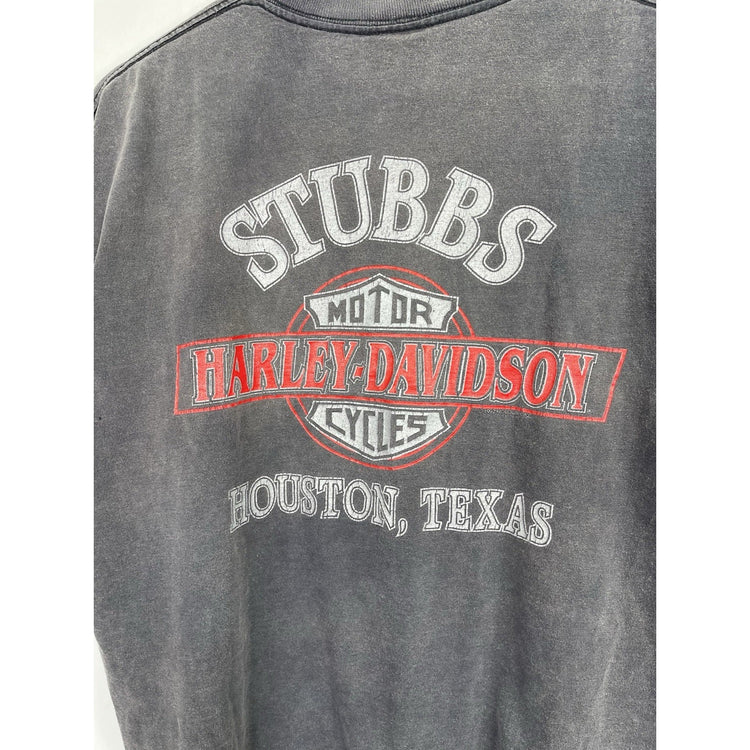 STUBBS
MOTOR
HARLEY-DAVIDSON
CYCLES
HOUSTON, TEXAS